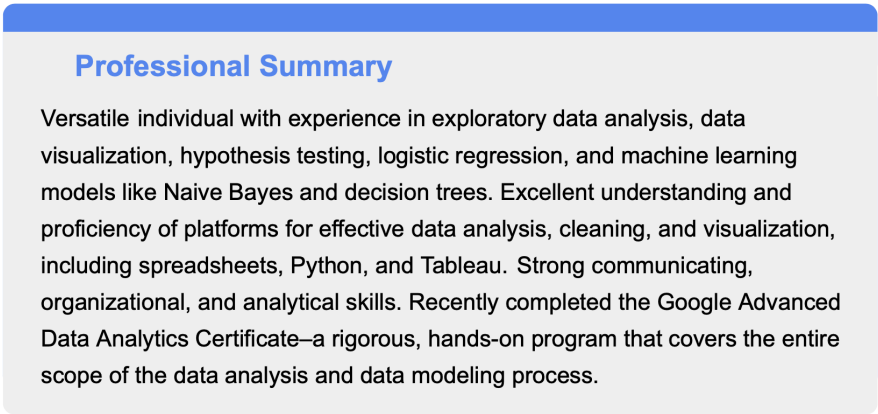 Professional Summary
Versatile individual with experience in exploratory data analysis, data
visualization, hypothesis testing, logistic regression, and machine learning
models like Naive Bayes and decision trees. Excellent understanding and
proficiency of platforms for effective data analysis, cleaning, and visualization,
including spreadsheets, Python, and Tableau. Strong communicating,
organizational, and analytical skills. Recently completed the Google Advanced
Data Analytics Certificate–a rigorous, hands-on program that covers the entire
scope of the data analysis and data modeling process.